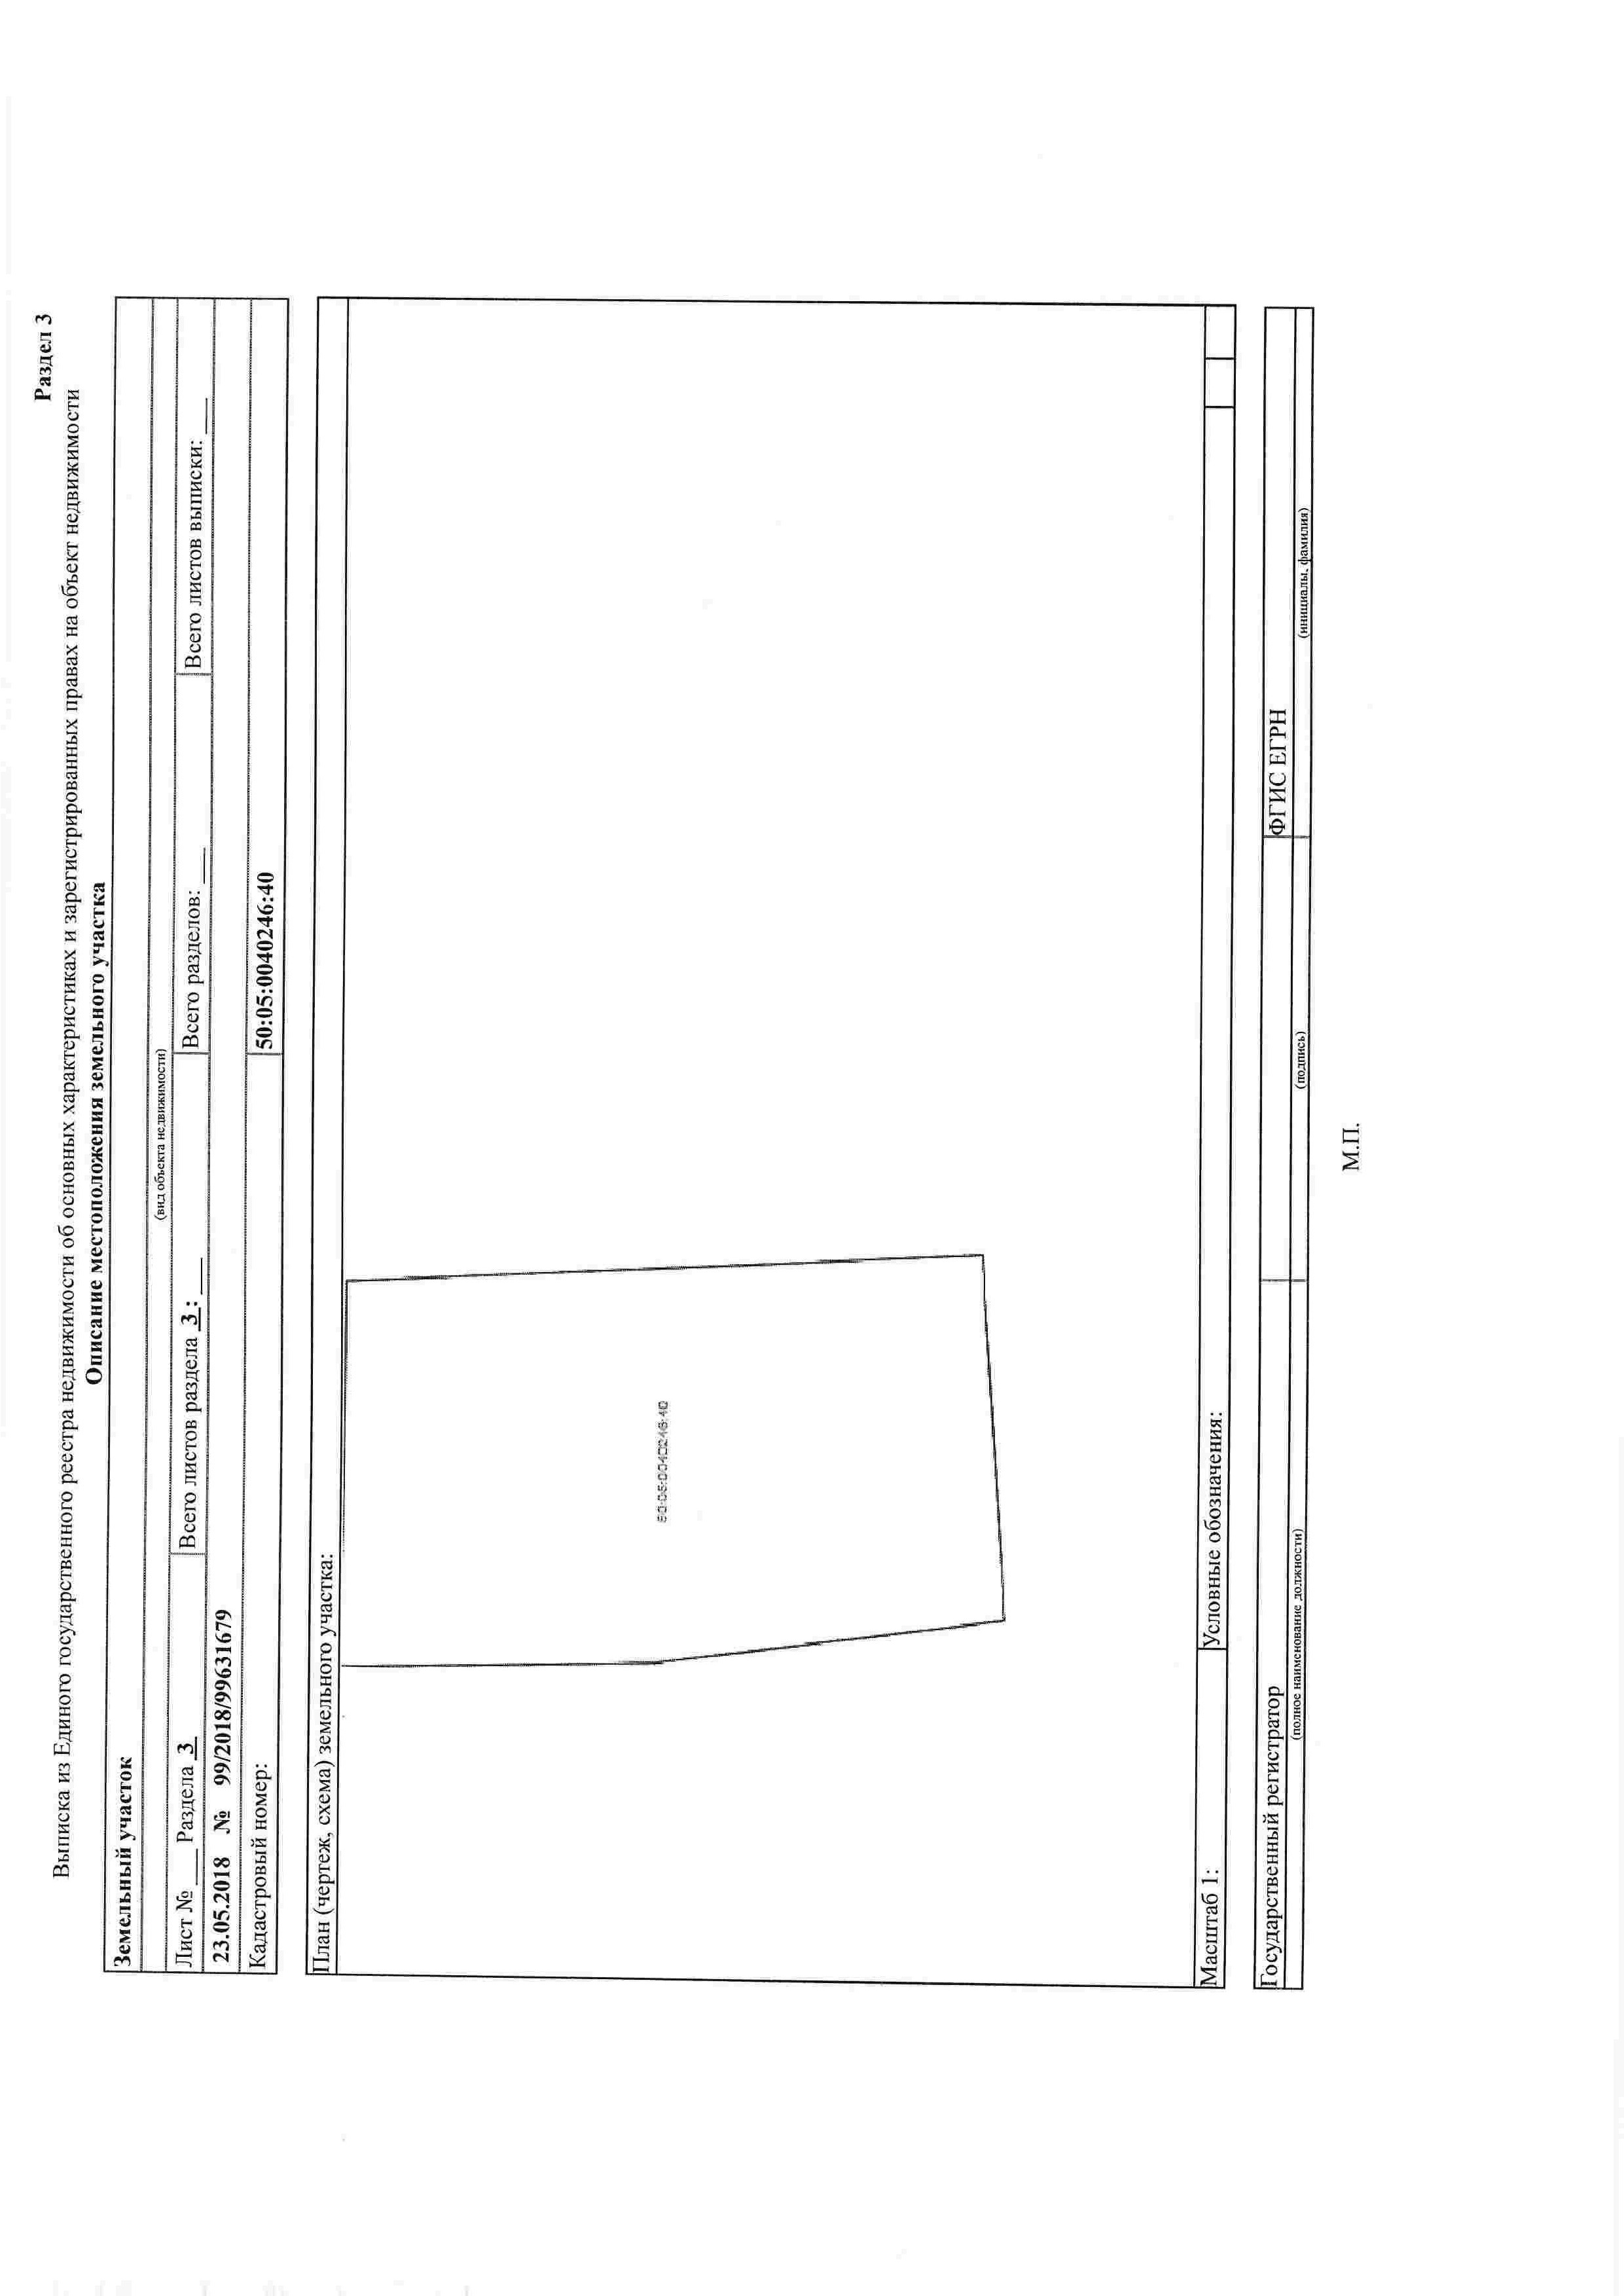 Раздел 3
Выписка из Единого государственного реестра недвижимости об основных характеристиках и зарегистрированных правах на объект недвижимости
Описание местоположения земельного участка
Земельный участок
(вид объекта недвижимости)
Лист № ___ Раздела 3 Всего листов раздела 3 : ___ Всего разделов: ___ Всего листов выписки: ___
23.05.2018 № 99/2018/99631679
Кадастровый номер: 50:05:0040246:40
План (чертеж, схема) земельного участка:
50:05:0040246:40
Масштаб 1: Условные обозначения:
Государственный регистратор ФГИС ЕГРН
(полное наименование должности) (подпись) (инициалы, фамилия)
М.П.